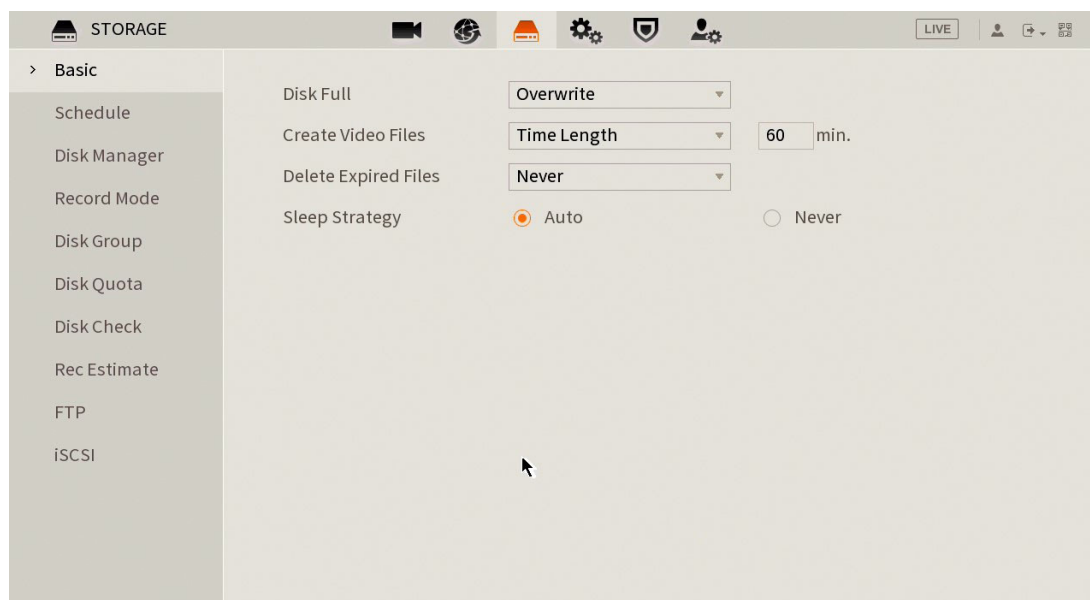 STORAGE
LIVE
Basic
Schedule
Disk Manager
Record Mode
Disk Group
Disk Quota
Disk Check
Rec Estimate
FTP
iSCSI
Disk Full Overwrite
Create Video Files Time Length 60 min.
Delete Expired Files Never
Sleep Strategy Auto Never